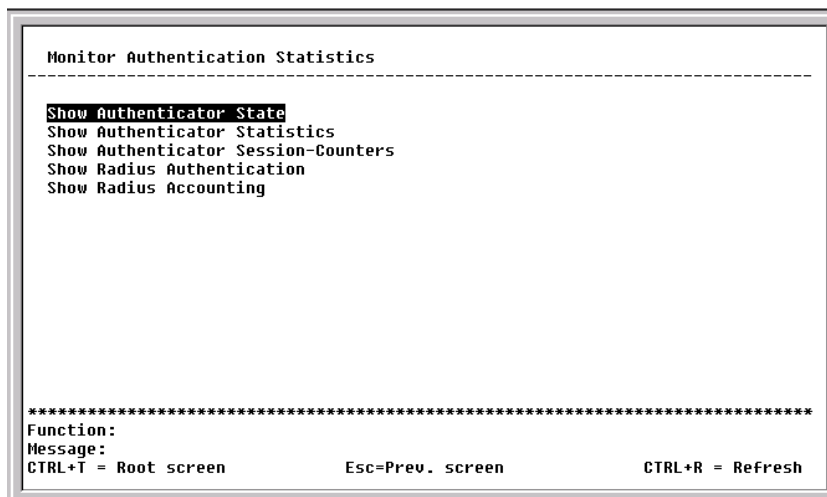 Monitor Authentication Statistics
--------------------------------------------------------------------------------
Show Authenticator State
Show Authenticator Statistics
Show Authenticator Session-Counters
Show Radius Authentication
Show Radius Accounting
********************************************************************************
Function:
Message:
CTRL+T = Root screen Esc=Prev. screen CTRL+R = Refresh